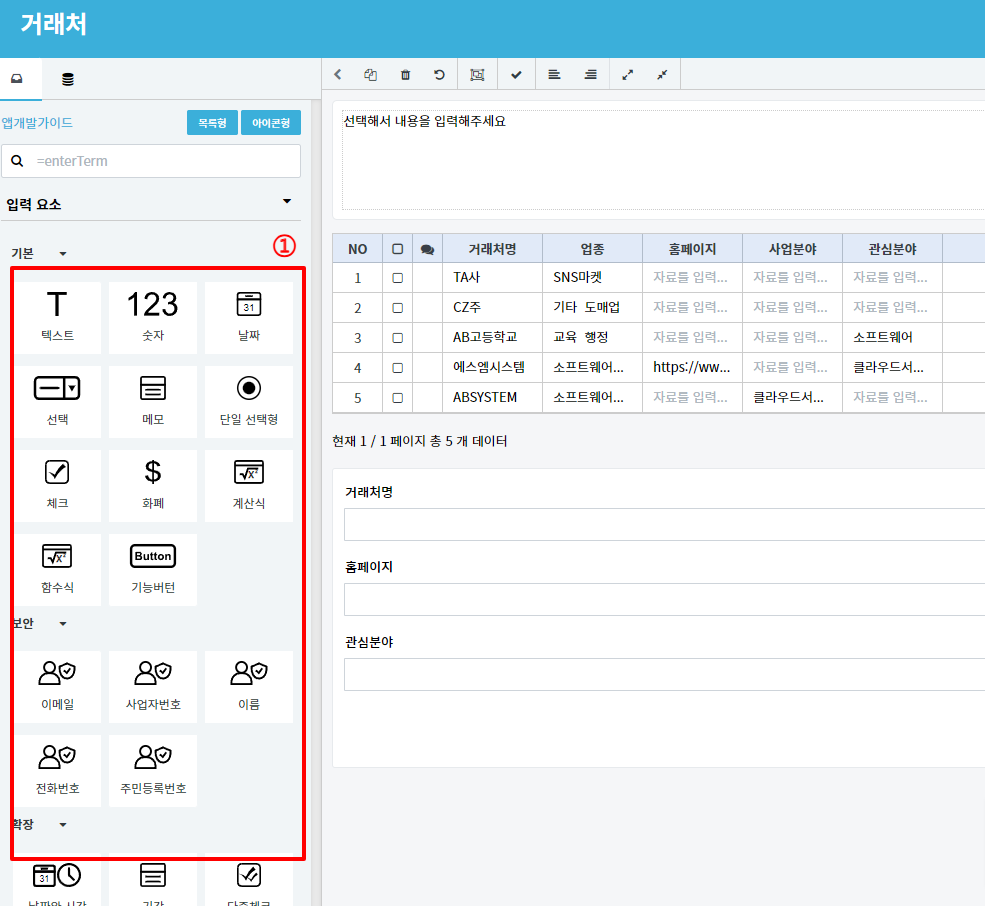 거래처
앱개발가이드 목록형 아이콘형
=enterTerm
입력 요소
기본 ①
T 123 31
텍스트 숫자 날짜
선택 메모 단일 선택형
$ √x²
체크 화폐 계산식
√x² Button
함수식 기능버턴
보안
이메일 사업자번호 이름
전화번호 주민등록번호
확장
31
날짜와 시간 기간 다중체크
선택해서 내용을 입력해주세요
NO 거래처명 업종 홈페이지 사업분야 관심분야
1 TA사 SNS마켓 자료를 입력... 자료를 입력... 자료를 입력...
2 CZ주 기타 도매업 자료를 입력... 자료를 입력... 자료를 입력...
3 AB고등학교 교육 행정 자료를 입력... 자료를 입력... 소프트웨어
4 에스엠시스템 소프트웨어... https://ww... 자료를 입력... 클라우드서...
5 ABSYSTEM 소프트웨어... 자료를 입력... 클라우드서... 자료를 입력...
현재 1 / 1 페이지 총 5 개 데이터
거래처명
홈페이지
관심분야